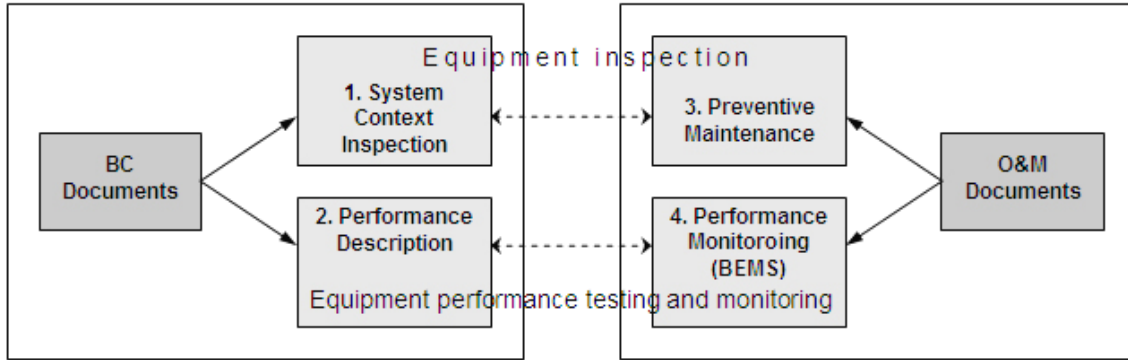 Equipment inspection
1. System
Context
Inspection
3. Preventive
Maintenance
BC
Documents
O&M
Documents
2. Performance
Description
4. Performance
Monitoroing
(BEMS)
Equipment performance testing and monitoring